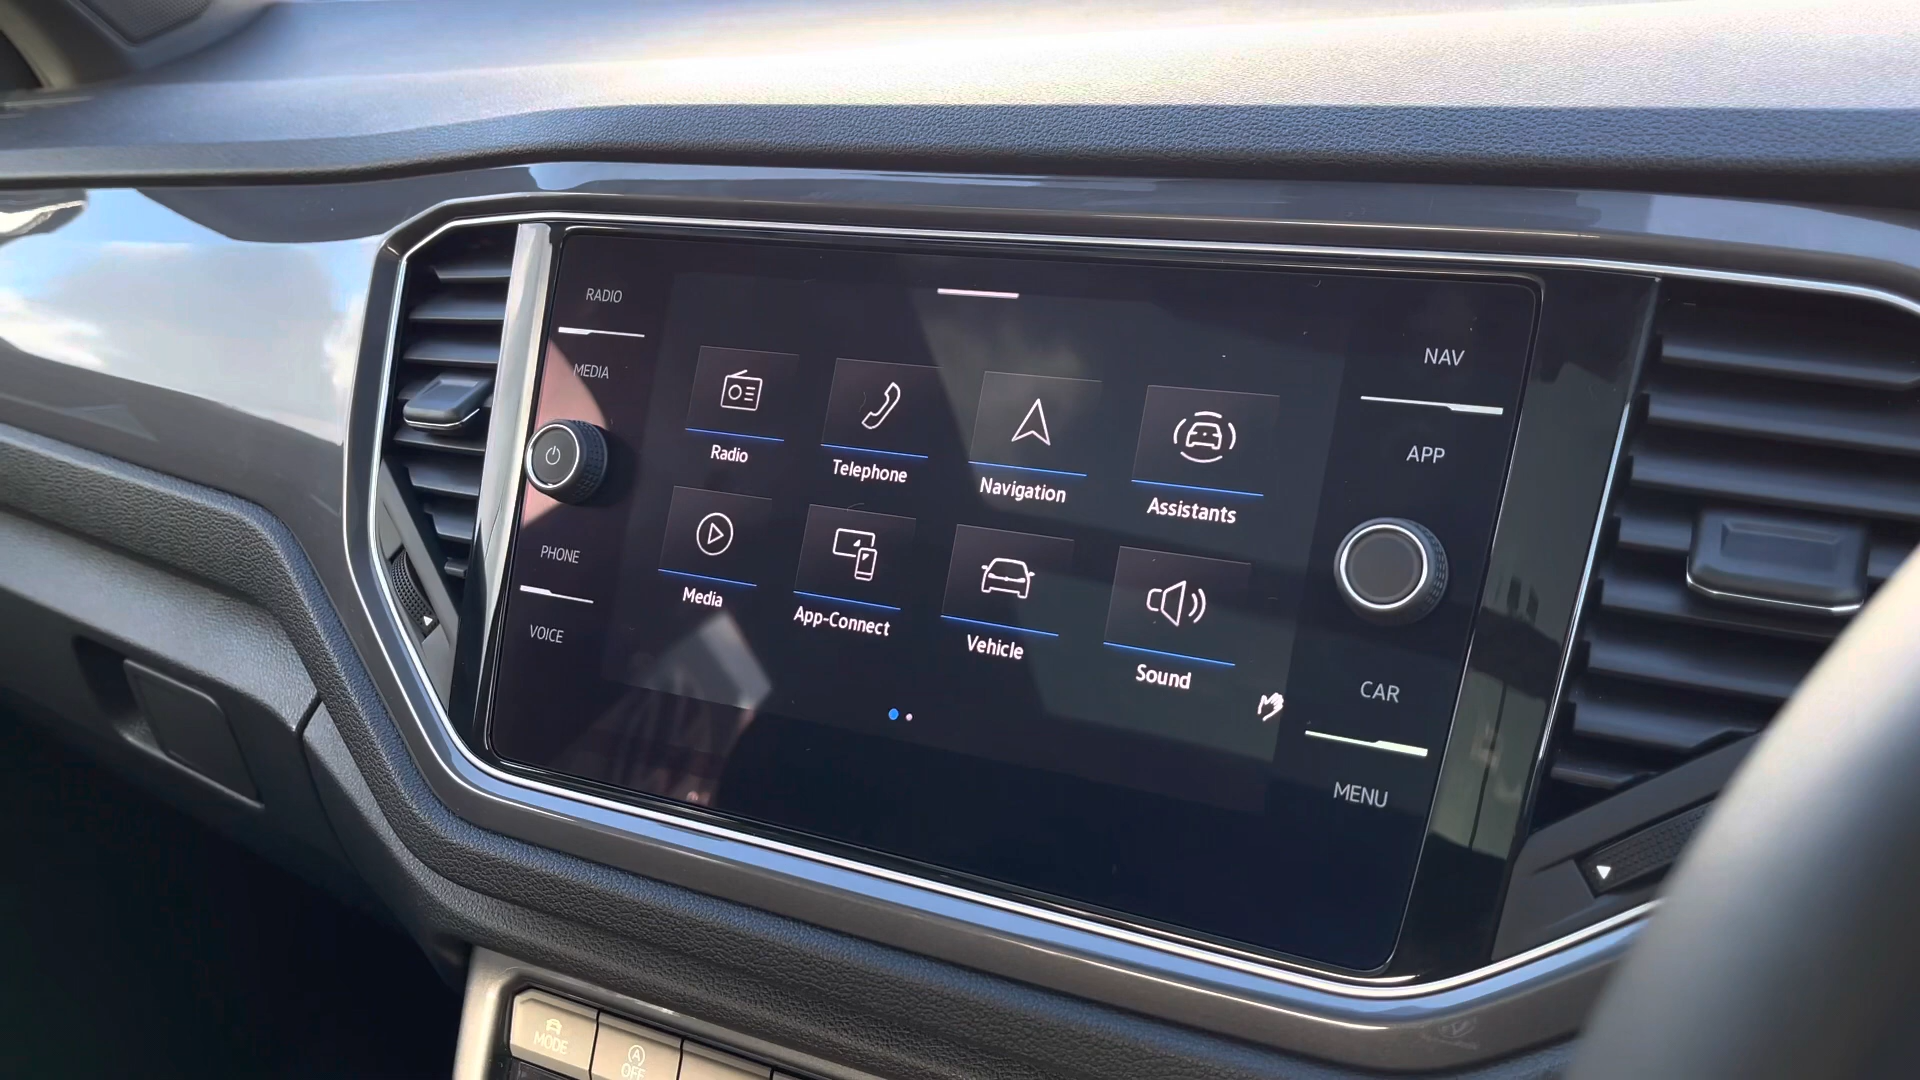 RADIO
MEDIA
PHONE
VOICE
Radio
Telephone
Navigation
Assistants
Media
App-Connect
Vehicle
Sound
NAV
APP
CAR
MENU
MODE
A
OFF